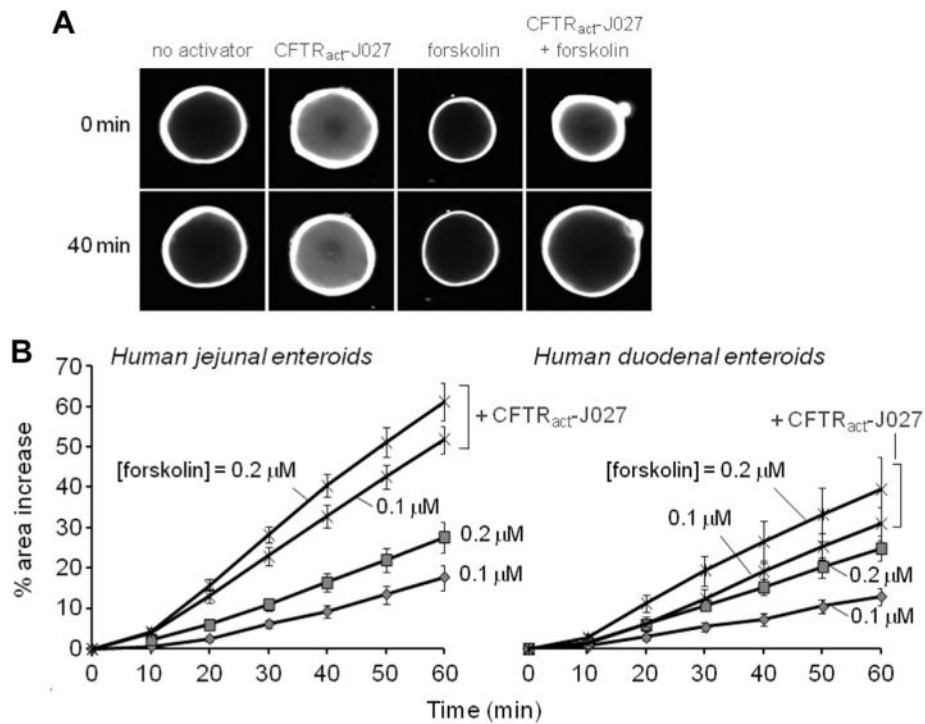 A
no activator
CFTRact-J027
forskolin
CFTRact-J027
+ forskolin
0 min
40 min
B
Human jejunal enteroids
Human duodenal enteroids
% area increase
70
60
50
40
30
20
10
0
[forskolin] = 0.2 µM
0.1 µM
0.2 µM
0.1 µM
+ CFTRact-J027
0 10 20 30 40 50 60
+ CFTRact-J027
[forskolin] = 0.2 µM
0.1 µM
0.2 µM
0.1 µM
0 10 20 30 40 50 60
Time (min)